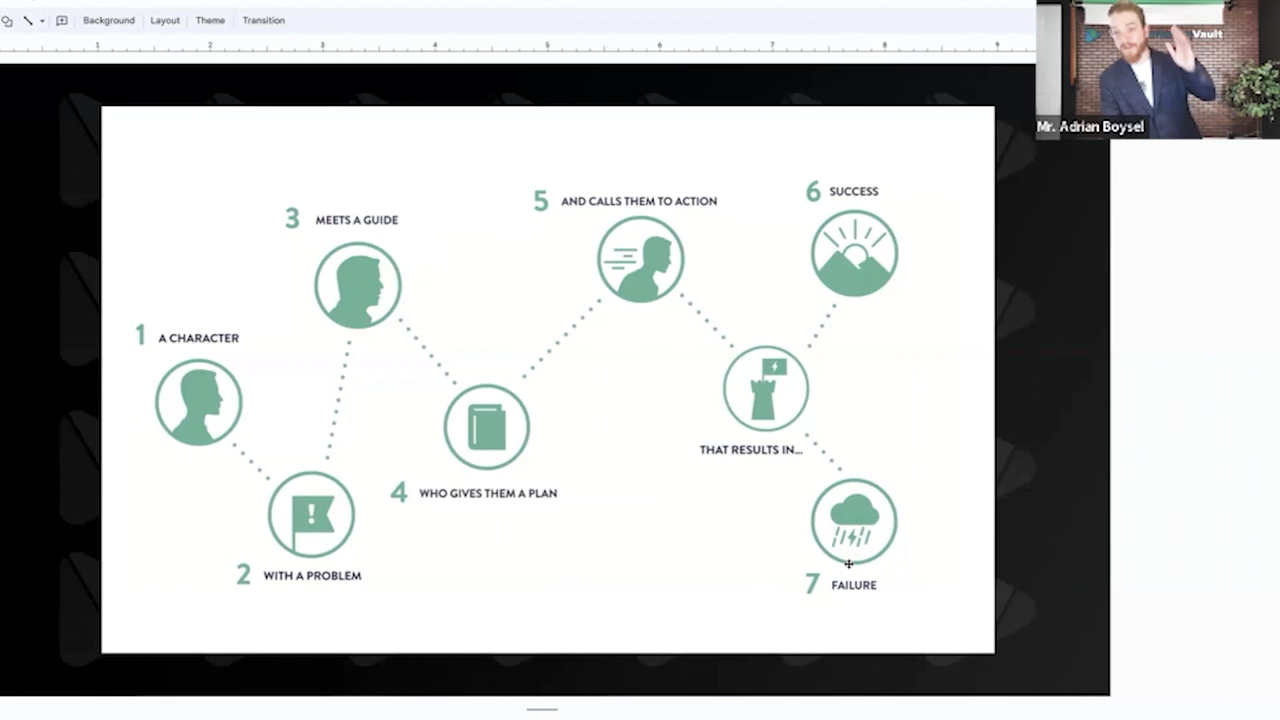 Background Layout Theme Transition
1 2 3 4 5 6 7 8 9
Vault
Mr. Adrian Boysel
6 SUCCESS
5 AND CALLS THEM TO ACTION
3 MEETS A GUIDE
1 A CHARACTER
THAT RESULTS IN...
4 WHO GIVES THEM A PLAN
2 WITH A PROBLEM
!
7 FAILURE